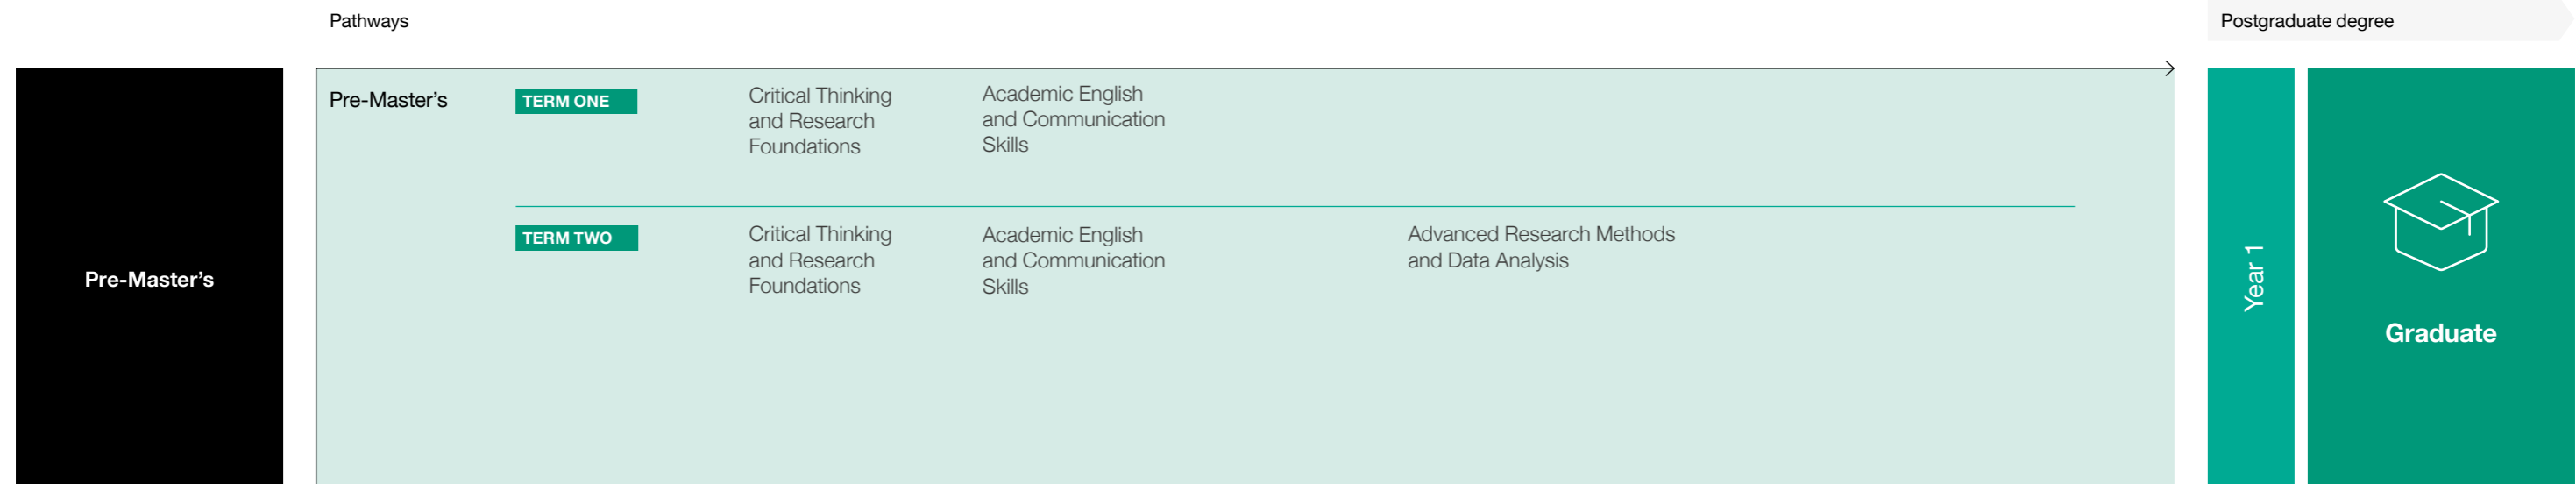 Pathways
Postgraduate degree
Pre-Master’s
Pre-Master’s
TERM ONE
Critical Thinking
and Research
Foundations
Academic English
and Communication
Skills
TERM TWO
Critical Thinking
and Research
Foundations
Academic English
and Communication
Skills
Advanced Research Methods
and Data Analysis
Year 1
Graduate